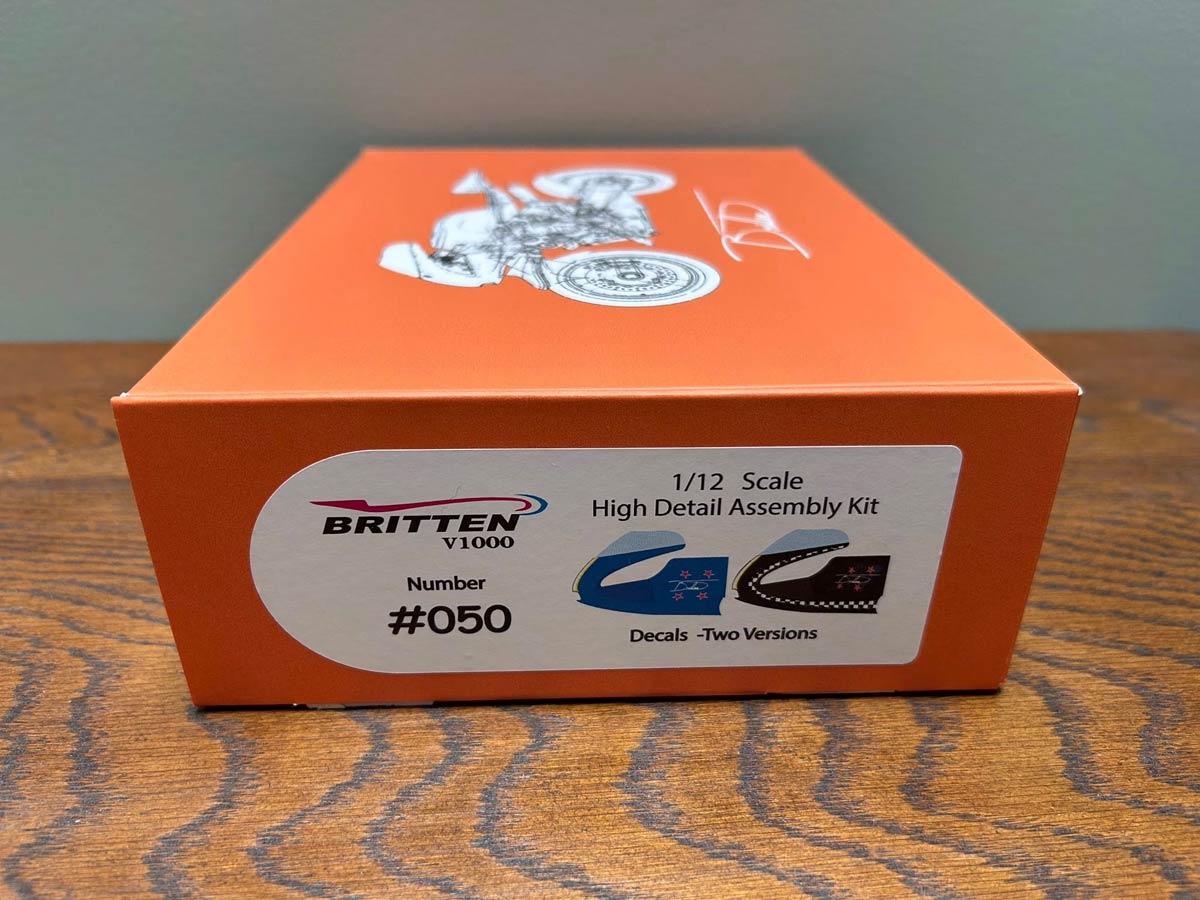 BRITTEN
V1000
Number
#050
1/12 Scale
High Detail Assembly Kit
Decals -Two Versions